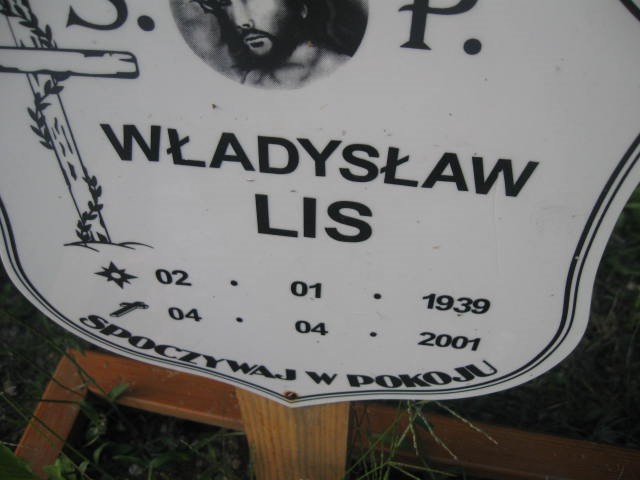 Ś. P.
WŁADYSŁAW
LIS
02 . 01 . 1939
04 . 04 . 2001
SPOCZYWAJ W POKOJU